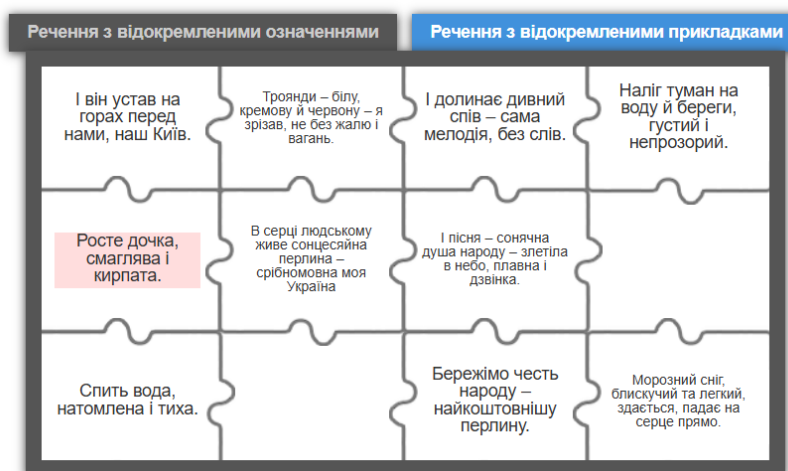 Речення з відокремленими означеннями
Речення з відокремленими прикладками
І він устав на
горах перед
нами, наш Київ.
Троянди – білу,
кремову й червону – я
зрізав, не без жалю і
вагань.
І долинає дивний
спів – сама
мелодія, без слів.
Наліг туман на
воду й береги,
густий і
непрозорий.
Росте дочка,
смаглява і
кирпата.
В серці людському
живе сонцесяйна
перлина –
срібномовна моя
Україна
І пісня – сонячна
душа народу – злетіла
в небо, плавна і
дзвінка.
Спить вода,
натомлена і тиха.
Бережімо честь
народу –
найкоштовнішу
перлину.
Морозний сніг,
блискучий та легкий,
здається, падає на
серце прямо.